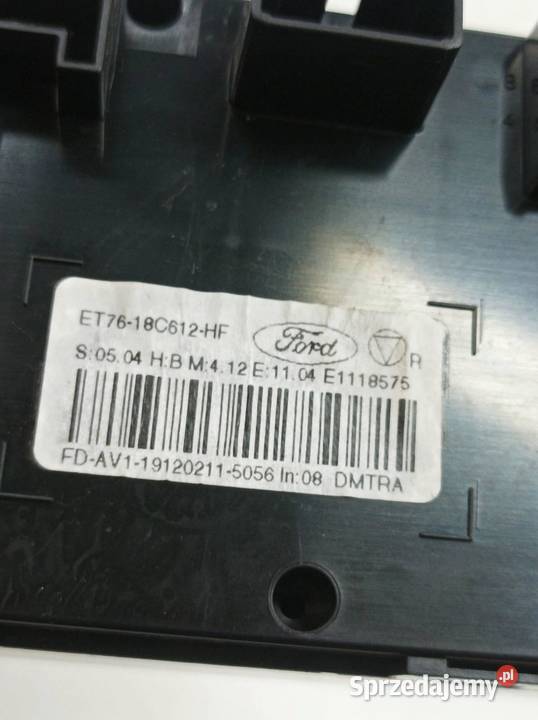 ET76-18C612-HF Ford R
S:05.04 H:B M:4.12 E:11.04 E1118575
FD-AV1-19120211-5056 In:08 DMTRA
Sprzedajemy.pl